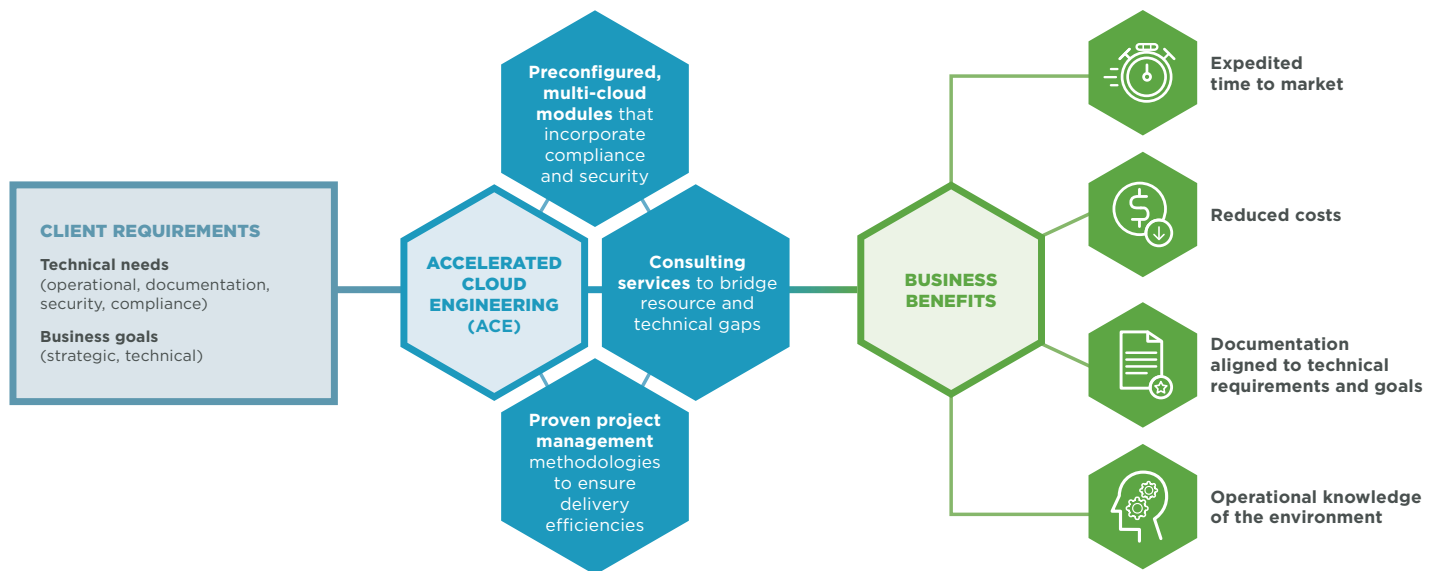 CLIENT REQUIREMENTS
Technical needs
(operational, documentation,
security, compliance)
Business goals
(strategic, technical)
ACCELERATED
CLOUD
ENGINEERING
(ACE)
Preconfigured,
multi-cloud
modules that
incorporate
compliance
and security
Consulting
services to bridge
resource and
technical gaps
Proven project
management
methodologies
to ensure
delivery
efficiencies
BUSINESS
BENEFITS
Expedited
time to market
Reduced costs
Documentation
aligned to technical
requirements and goals
Operational knowledge
of the environment